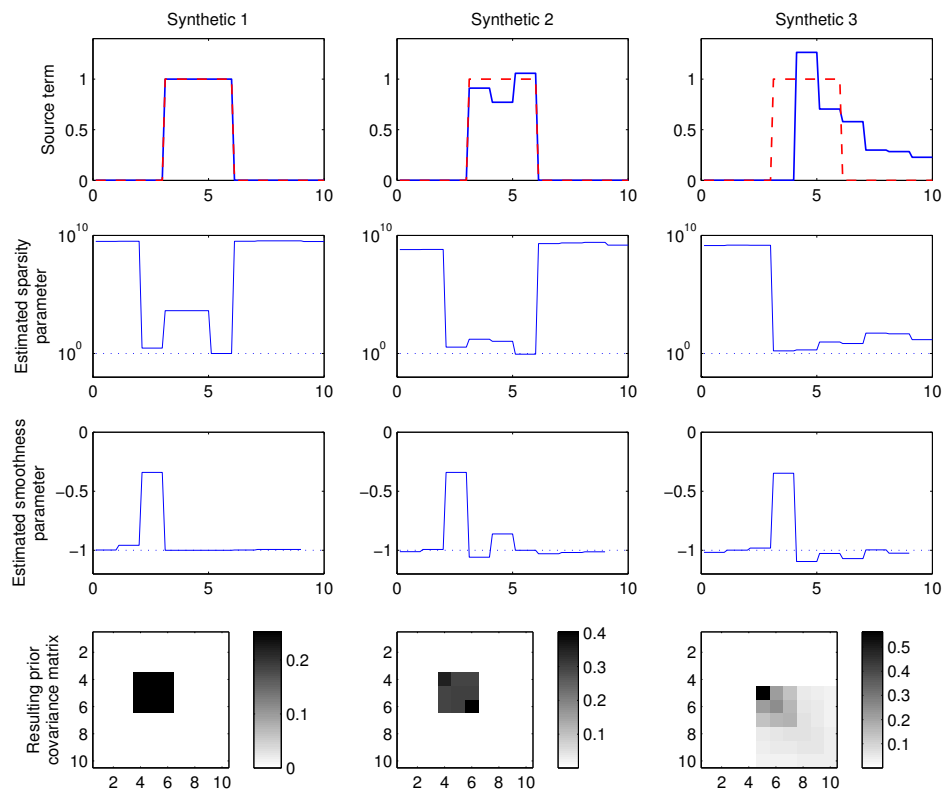 Synthetic 1 Synthetic 2 Synthetic 3
Source term
1 1 1
0.5 0.5 0.5
0 0 0
0 5 10 0 5 10 0 5 10
Estimated sparsity
parameter
10^10 10^10 10^10
10^0 10^0 10^0
0 5 10 0 5 10 0 5 10
Estimated smoothness
parameter
0 0 0
−0.5 −0.5 −0.5
−1 −1 −1
0 5 10 0 5 10 0 5 10
Resulting prior
covariance matrix
2 2 2
4 4 4
6 6 6
8 8 8
10 10 10
2 4 6 8 10 2 4 6 8 10 2 4 6 8 10
0.2 0.4 0.5
0.1 0.3 0.4
0 0.2 0.3
0.1 0.2
0.1